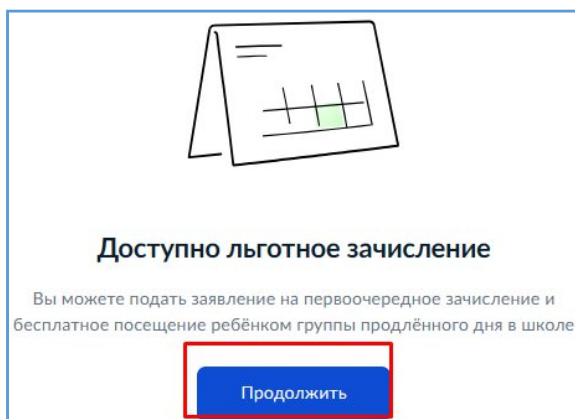 Доступно льготное зачисление
Вы можете подать заявление на первоочередное зачисление и
бесплатное посещение ребёнком группы продлённого дня в школе
Продолжить